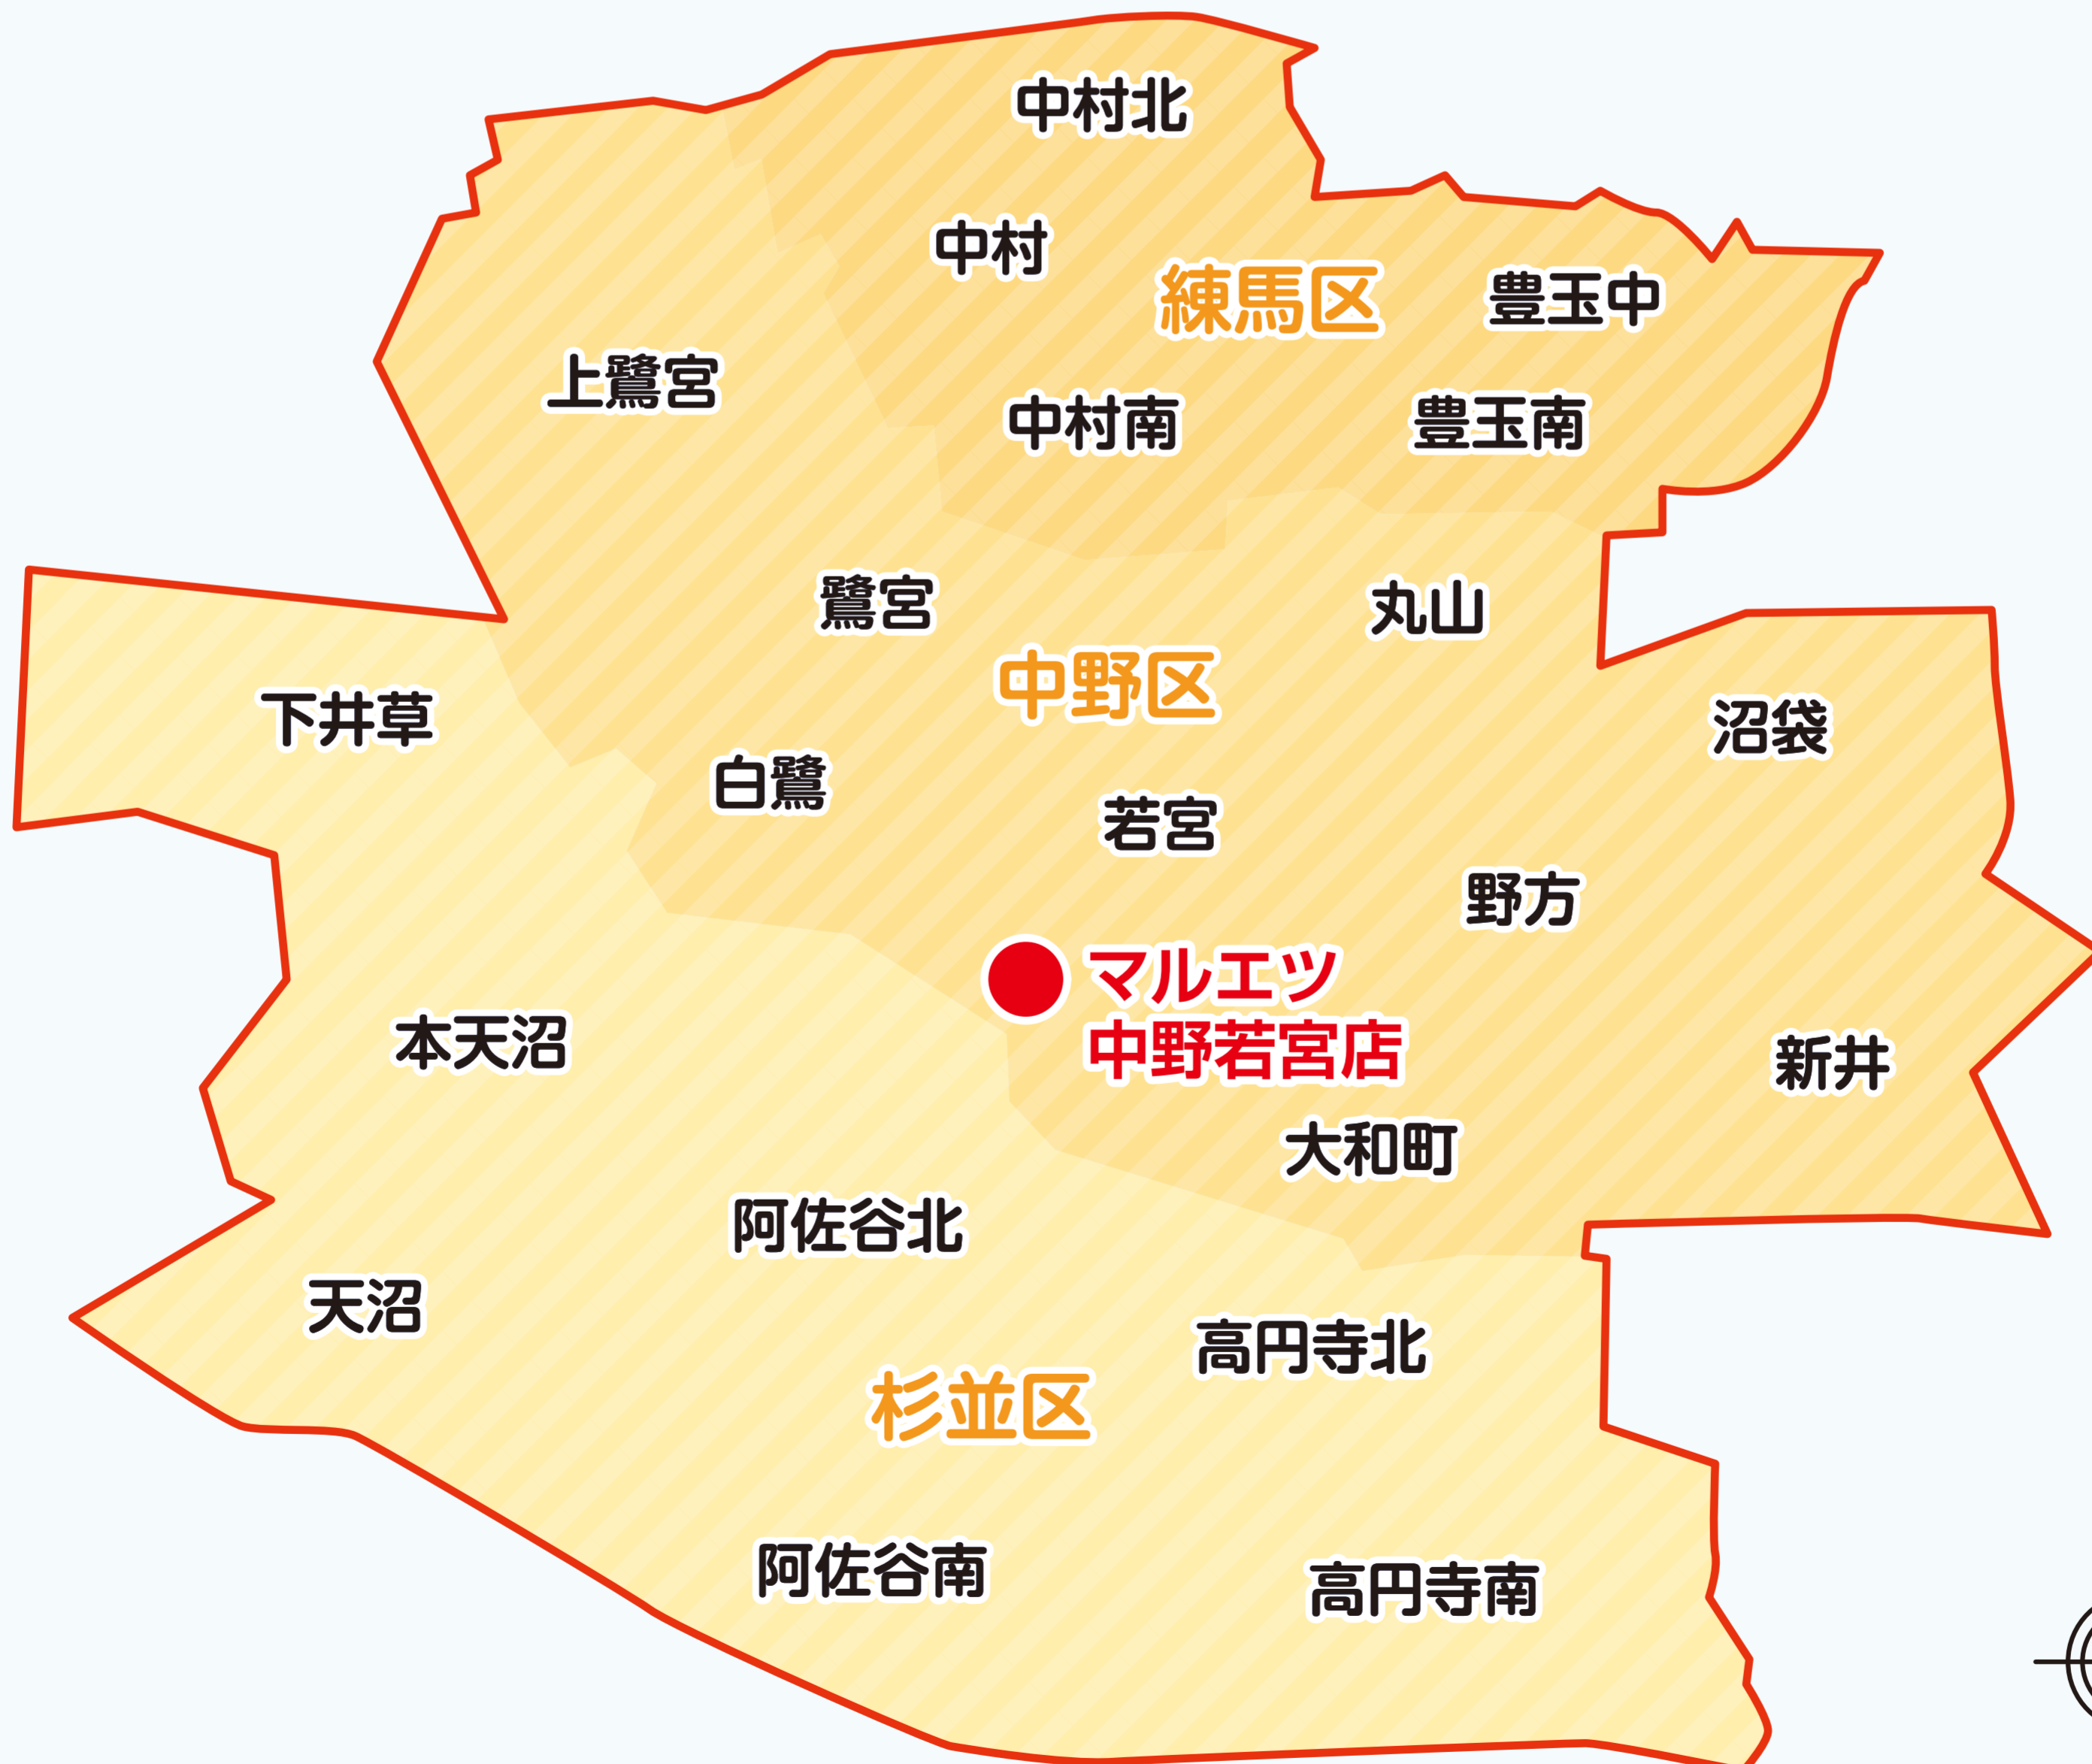 中村北
中村
練馬区
豊玉中
上鷺宮
中村南
豊玉南
鷺宮
丸山
中野区
下井草
沼袋
白鷺
若宮
野方
マルエツ
中野若宮店
本天沼
新井
大和町
阿佐谷北
天沼
高円寺北
杉並区
阿佐谷南
高円寺南